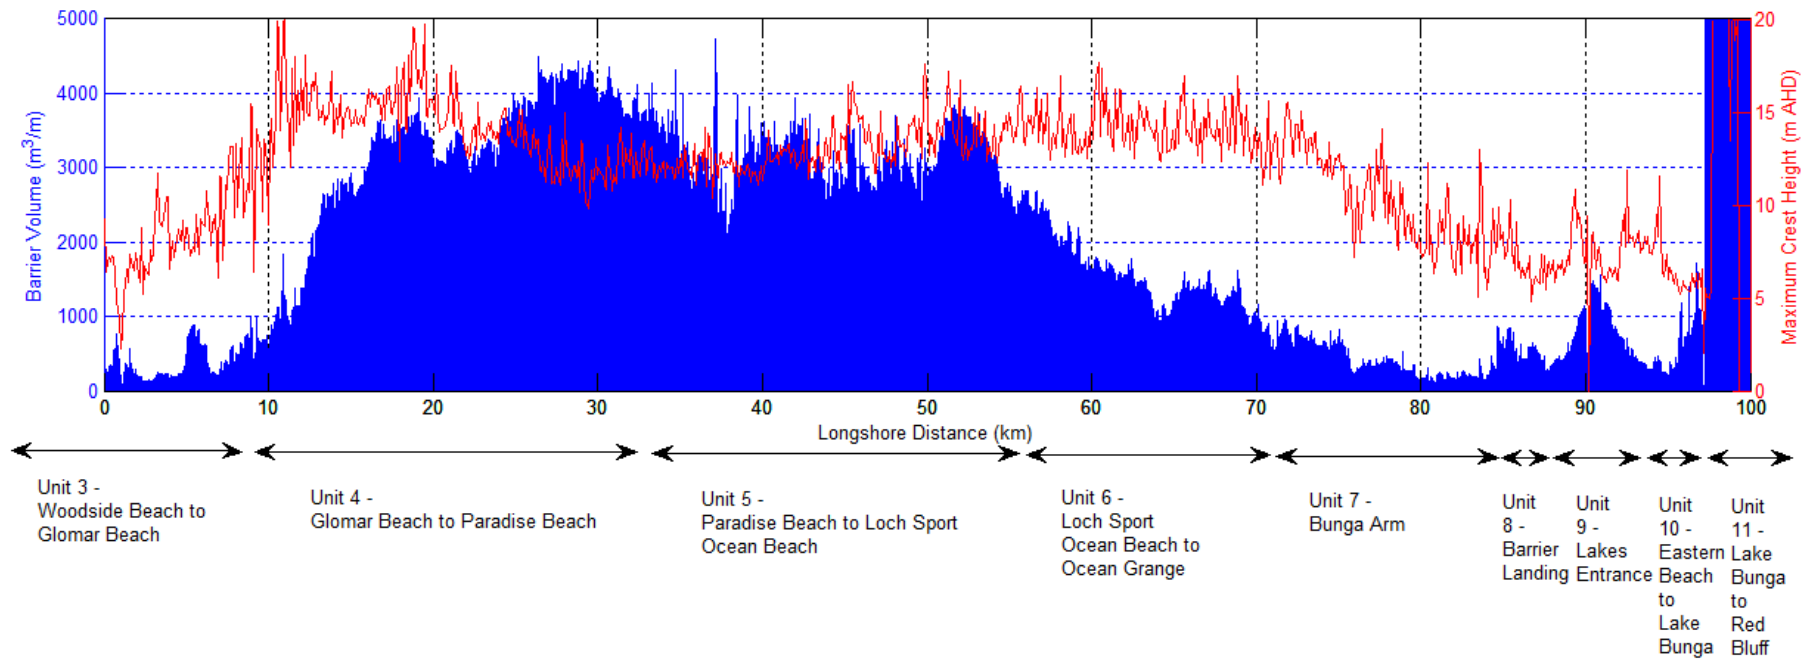 5000
4000
3000
2000
1000
0
Barrier Volume (m³/m)
20
15
10
5
0
Maximum Crest Height (m AHD)
0 10 20 30 40 50 60 70 80 90 100
Longshore Distance (km)
Unit 3 -
Woodside Beach to
Glomar Beach
Unit 4 -
Glomar Beach to Paradise Beach
Unit 5 -
Paradise Beach to Loch Sport
Ocean Beach
Unit 6 -
Loch Sport
Ocean Beach to
Ocean Grange
Unit 7 -
Bunga Arm
Unit
8 -
Barrier
Landing
Unit
9 -
Lakes
Entrance
Unit
10 -
Eastern
Beach
to
Lake
Bunga
Unit
11 -
Lake
Bunga
to
Red
Bluff